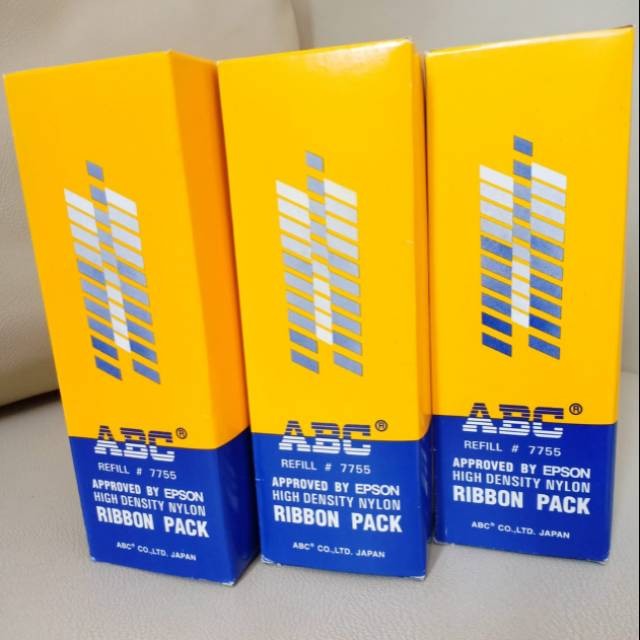 ABC®
REFILL # 7755
APPROVED BY EPSON
HIGH DENSITY NYLON
RIBBON PACK
ABC® CO.,LTD. JAPAN
ABC®
REFILL # 7755
APPROVED BY EPSON
HIGH DENSITY NYLON
RIBBON PACK
ABC® CO.,LTD. JAPAN
ABC®
REFILL # 7755
APPROVED BY EPSON
HIGH DENSITY NYLON
RIBBON PACK
ABC® CO.,LTD. JAPAN